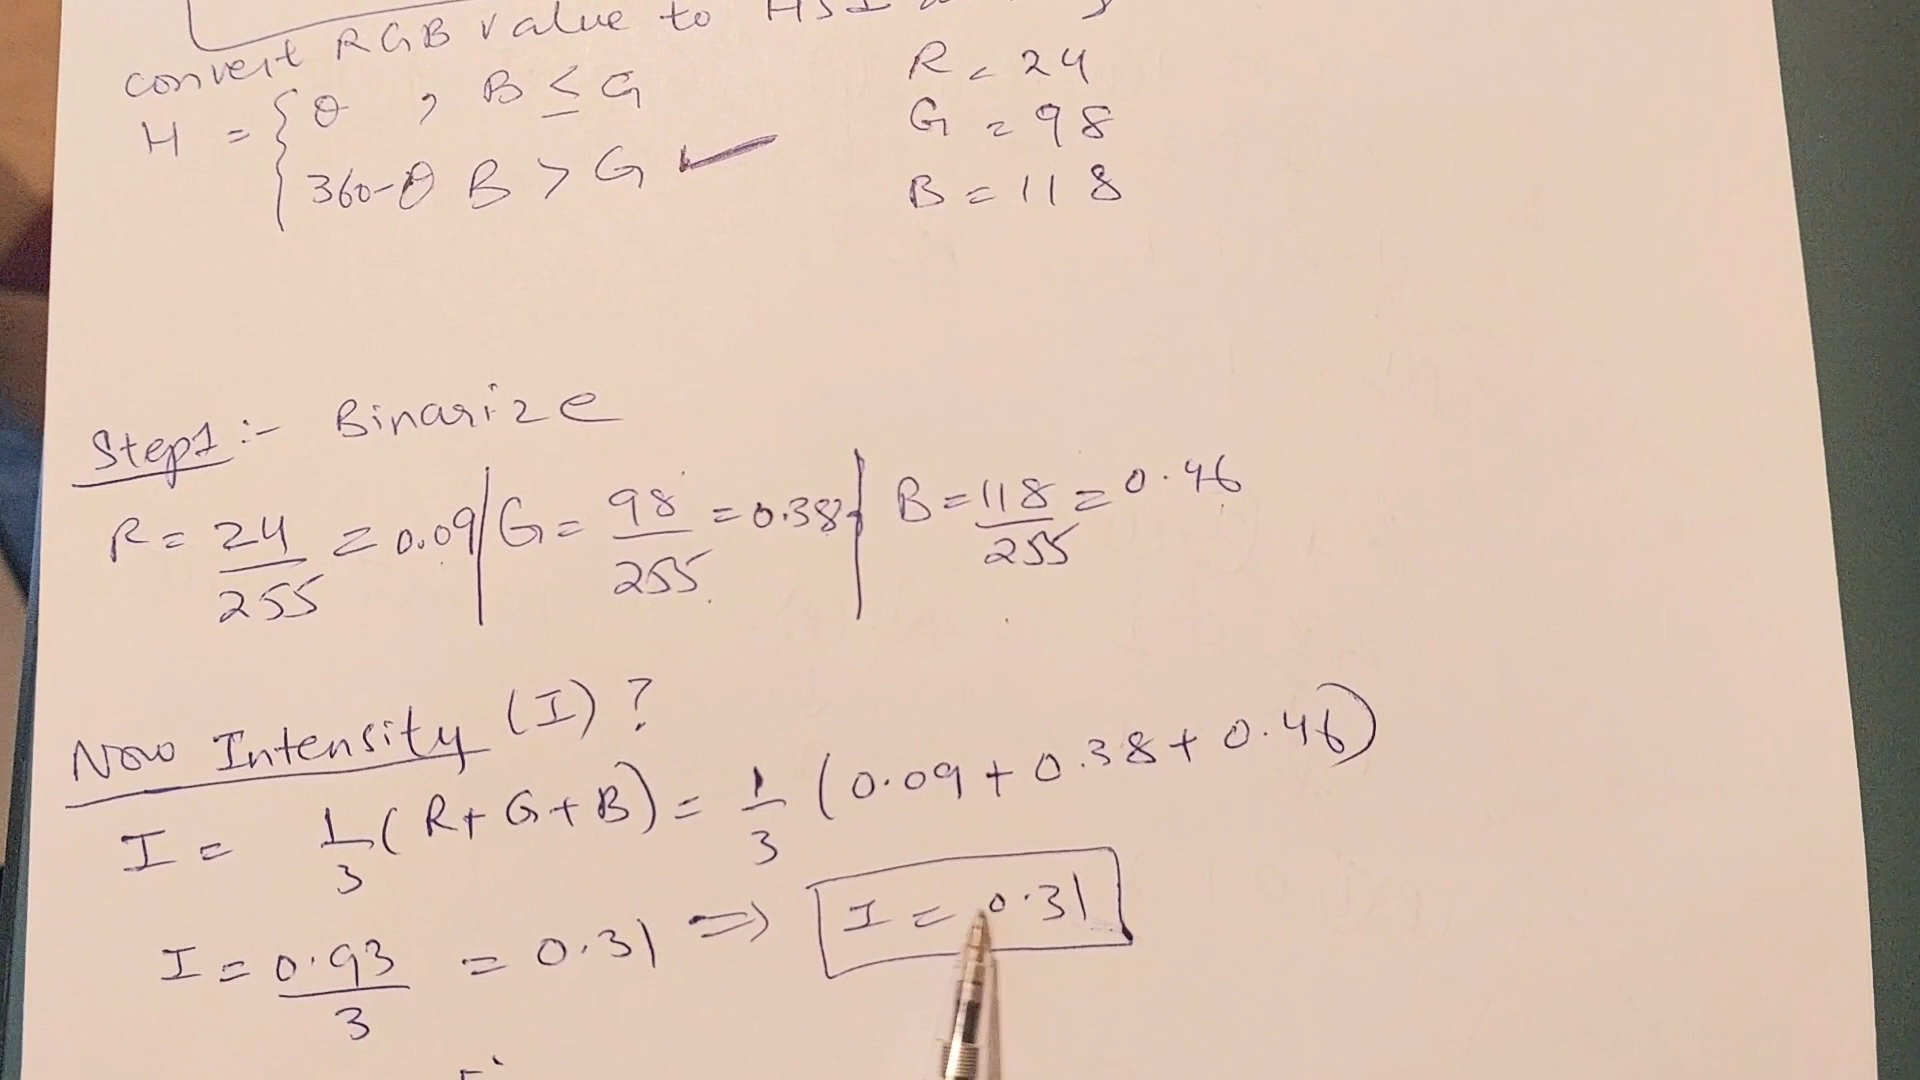 convert RGB value to HSI
H = { θ , B ≤ G
360-θ B > G ✓
R = 24
G = 98
B = 118
Step1:- Binarize
R = 24/255 = 0.09 | G = 98/255 = 0.38 | B = 118/255 = 0.46
Now Intensity (I) ?
I = 1/3 (R+G+B) = 1/3 (0.09+0.38+0.46)
I = 0.93/3 = 0.31 ⇒ I = 0.31